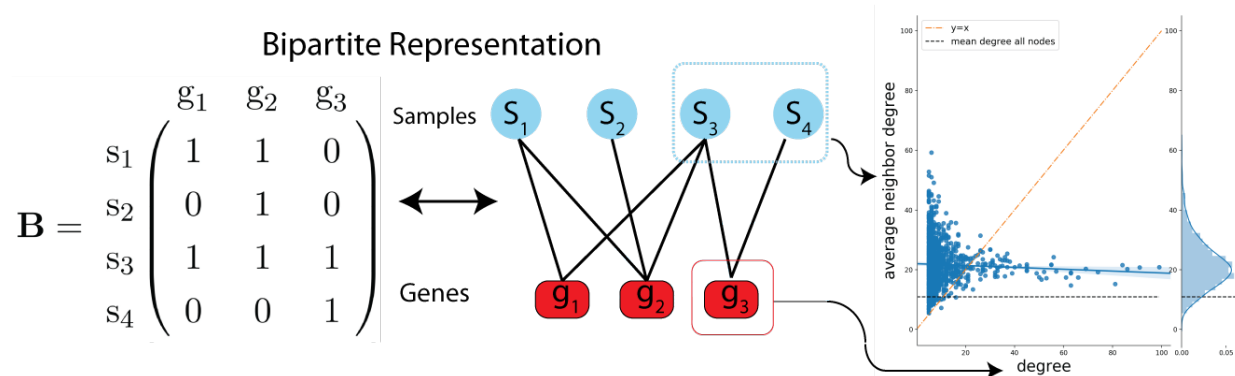 Bipartite Representation
g1 g2 g3
s1 1 1 0
s2 0 1 0
s3 1 1 1
s4 0 0 1
B =
Samples
S1 S2 S3 S4
Genes
g1 g2 g3
y=x
mean degree all nodes
average neighbor degree
100
80
60
40
20
0
20 40 60 80 100
degree
100
80
60
40
20
0
0.00 0.05